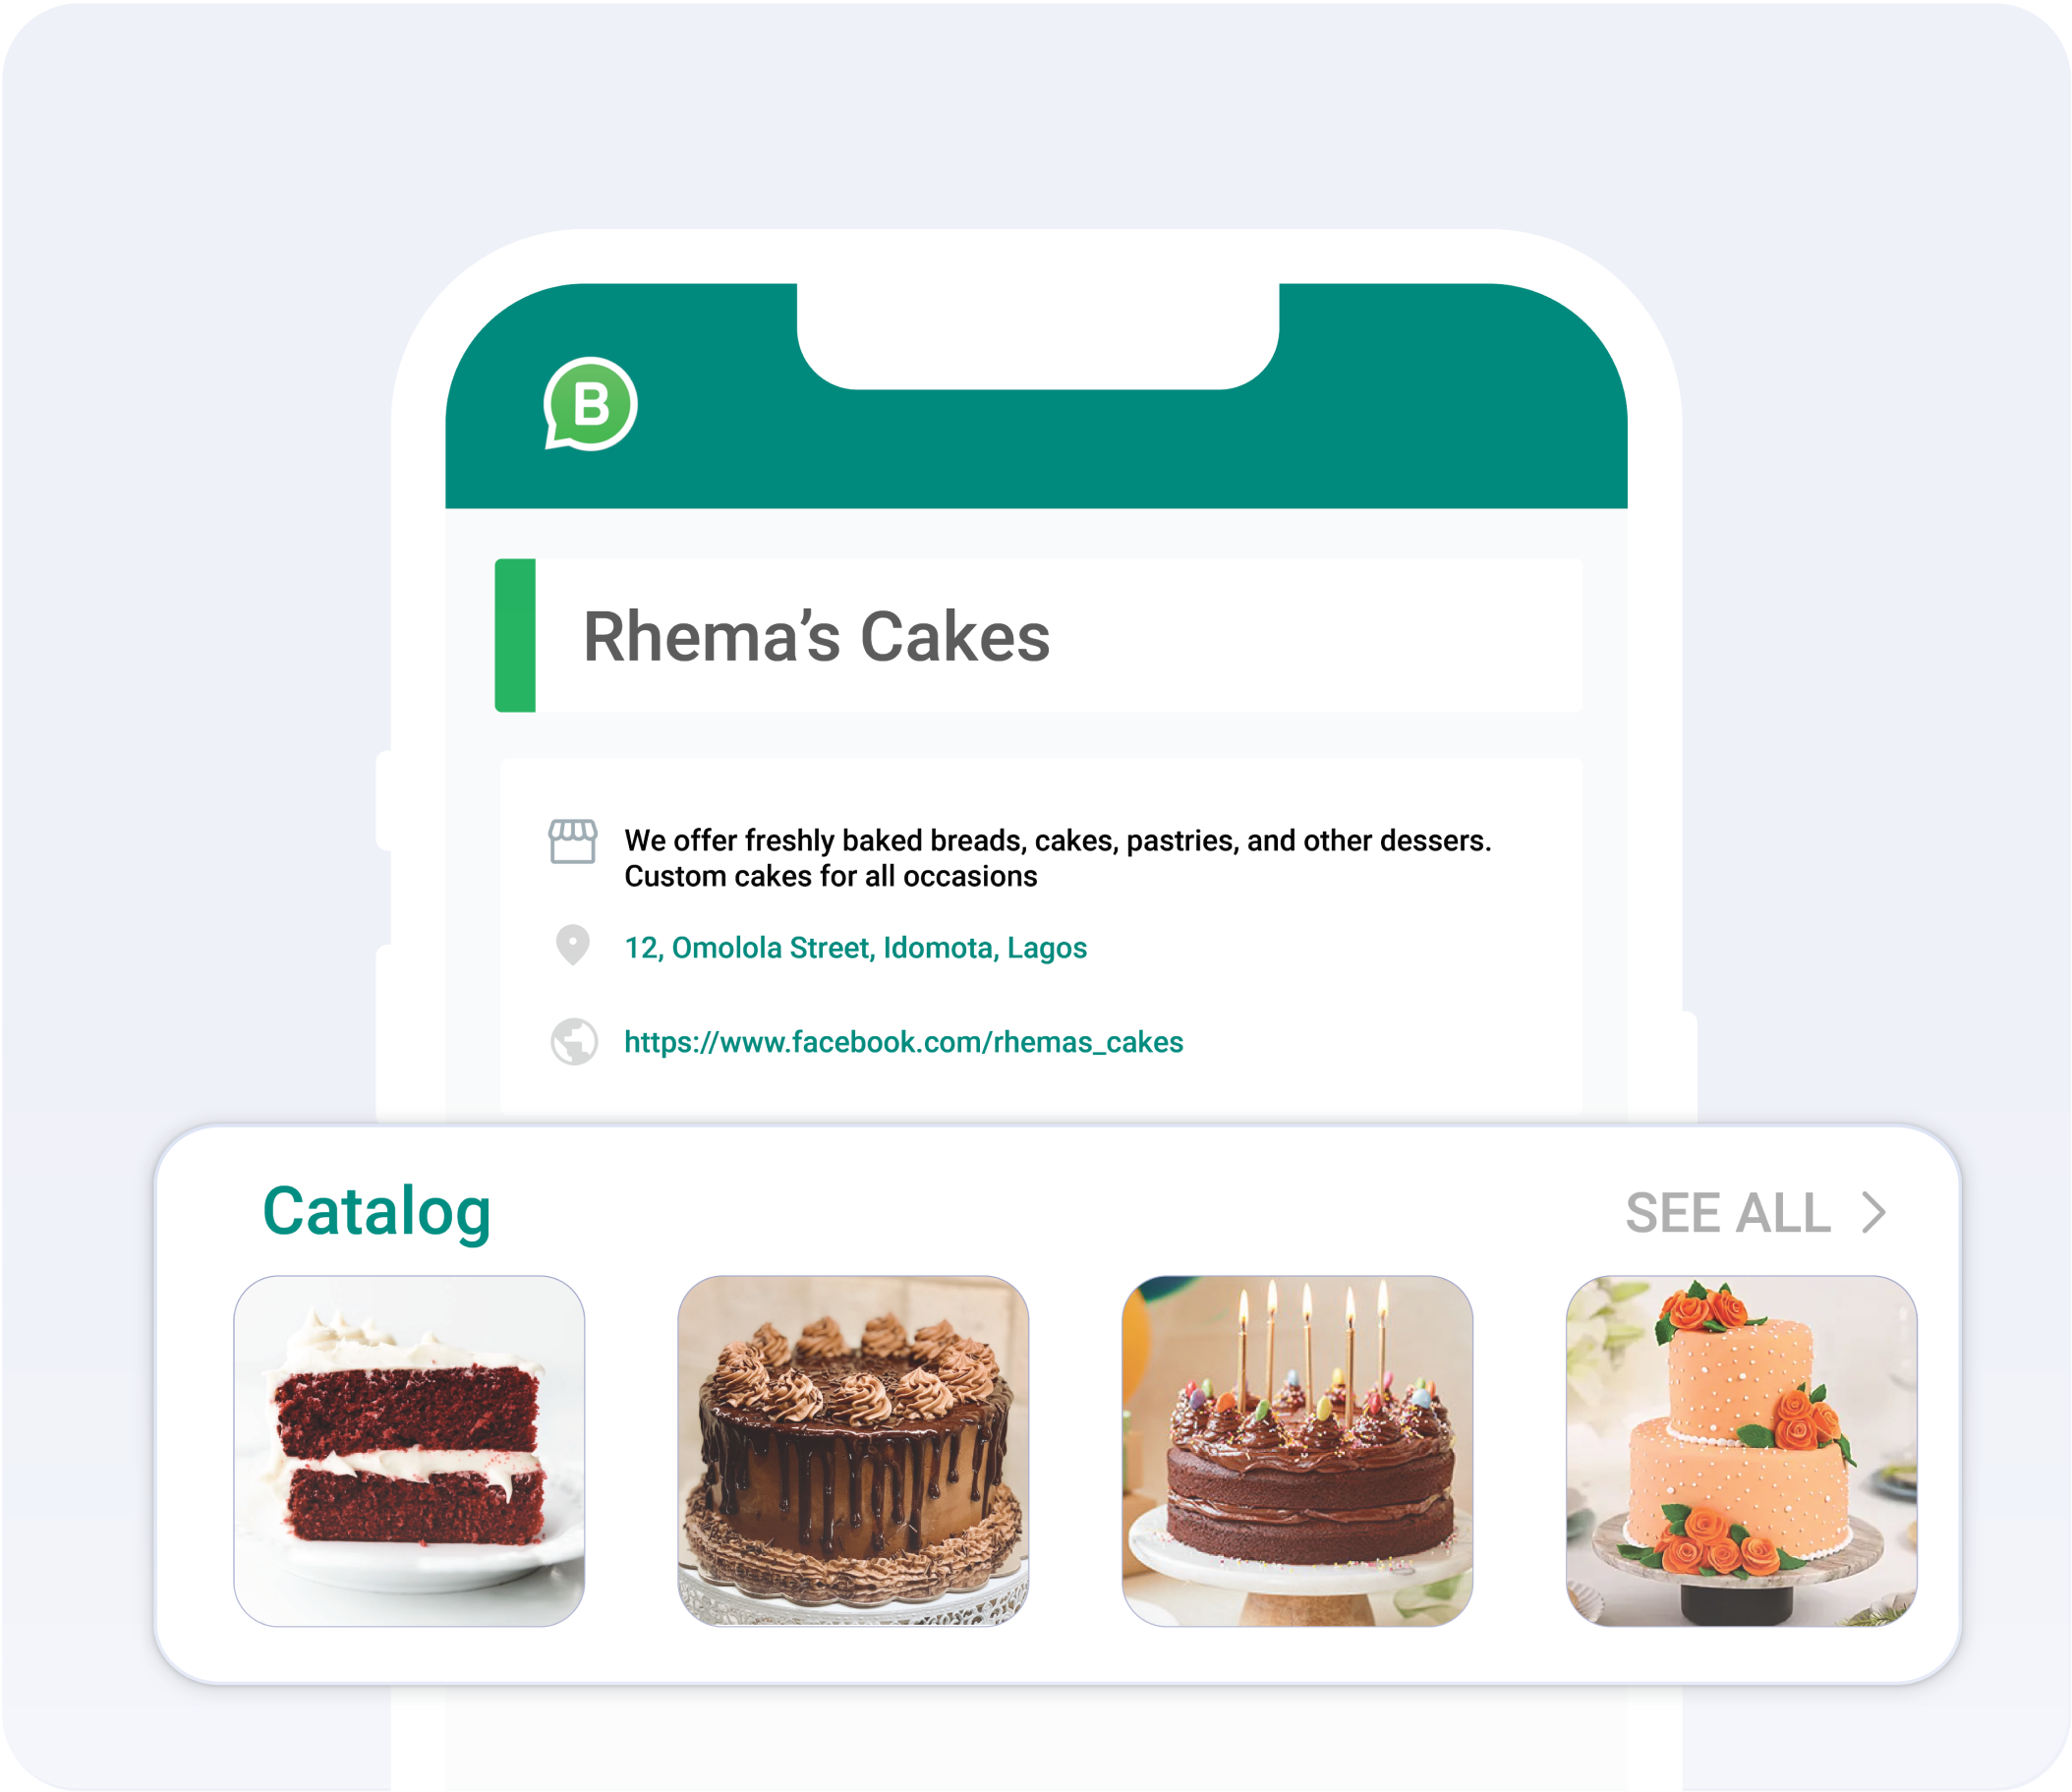 B
Rhema’s Cakes
We offer freshly baked breads, cakes, pastries, and other dessers.
Custom cakes for all occasions
12, Omolola Street, Idomota, Lagos
https://www.facebook.com/rhemas_cakes
Catalog
SEE ALL